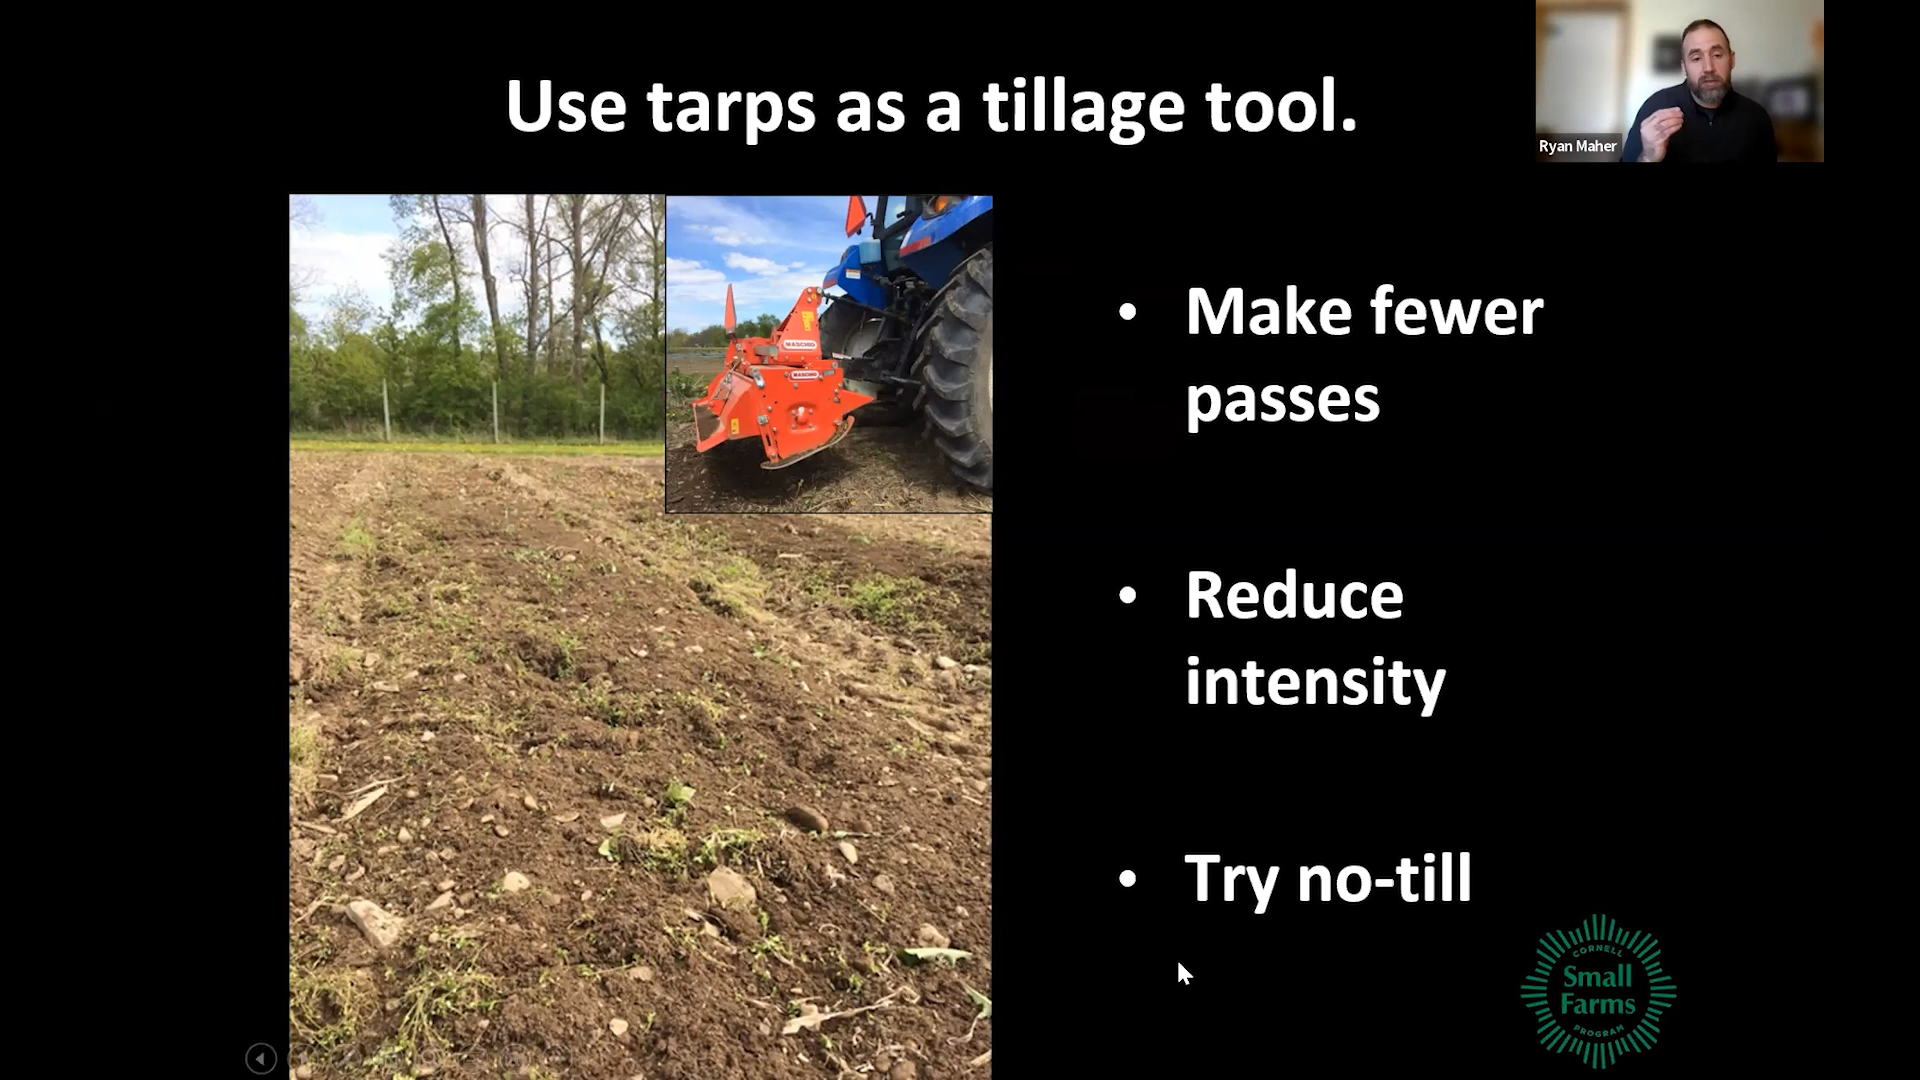 Use tarps as a tillage tool.
Ryan Maher
MASCHIO
MASCHIO
• Make fewer
passes
• Reduce
intensity
• Try no-till
CORNELL
Small
Farms
PROGRAM